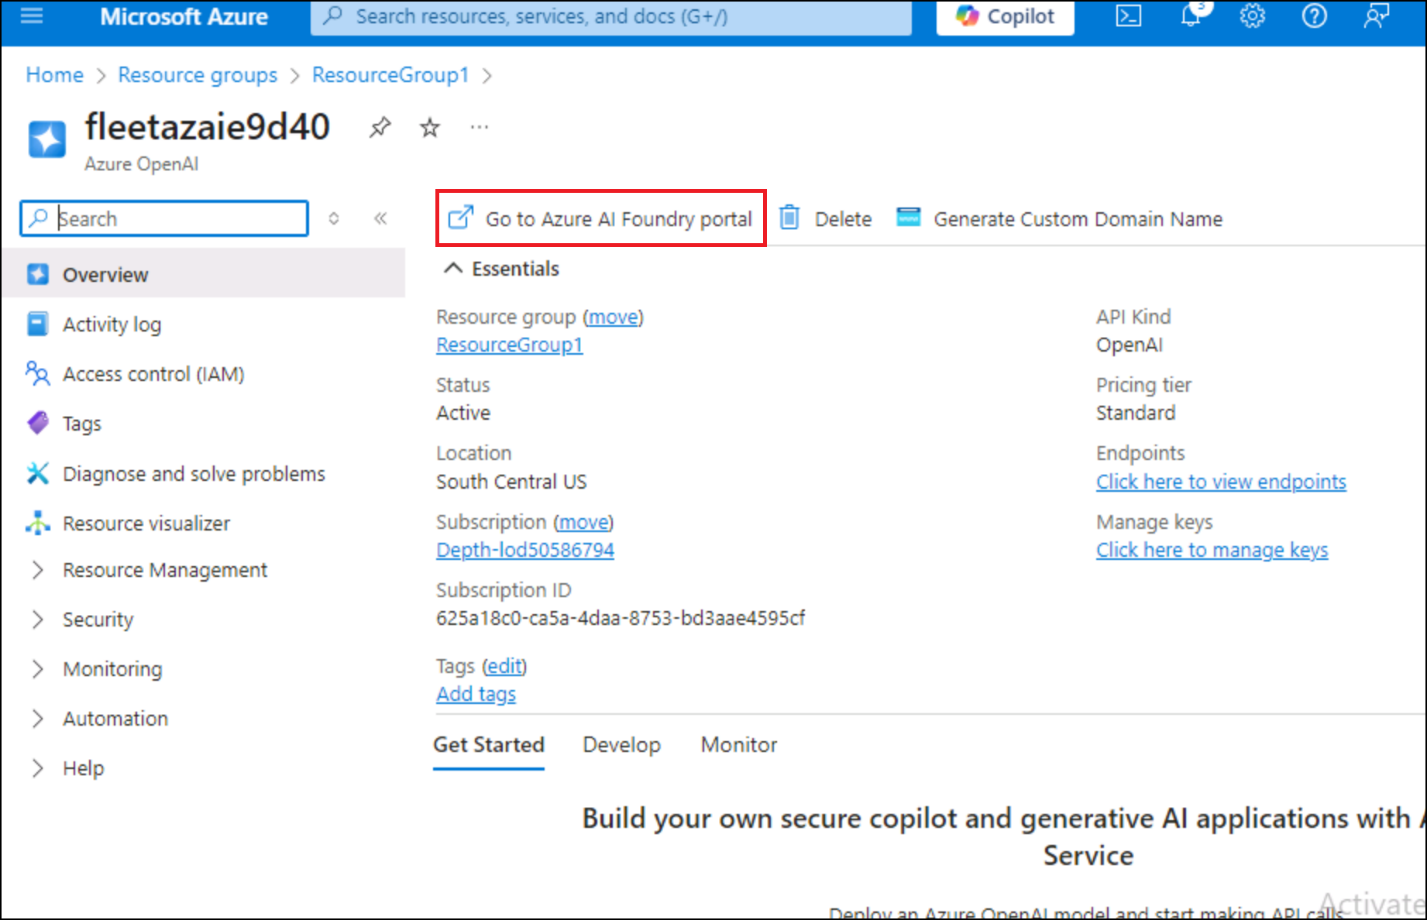 Microsoft Azure
Search resources, services, and docs (G+/)
Copilot
3
Home > Resource groups > ResourceGroup1 >
fleetazaie9d40
...
Azure OpenAI
Search
Go to Azure AI Foundry portal
Delete
Generate Custom Domain Name
Overview
Activity log
Access control (IAM)
Tags
Diagnose and solve problems
Resource visualizer
Resource Management
Security
Monitoring
Automation
Help
Essentials
Resource group (move)
ResourceGroup1
Status
Active
Location
South Central US
Subscription (move)
Depth-lod50586794
Subscription ID
625a18c0-ca5a-4daa-8753-bd3aae4595cf
Tags (edit)
Add tags
API Kind
OpenAI
Pricing tier
Standard
Endpoints
Click here to view endpoints
Manage keys
Click here to manage keys
Get Started
Develop
Monitor
Build your own secure copilot and generative AI applications with
Service
Deploy an Azure OpenAI model and start making API calls
Activate